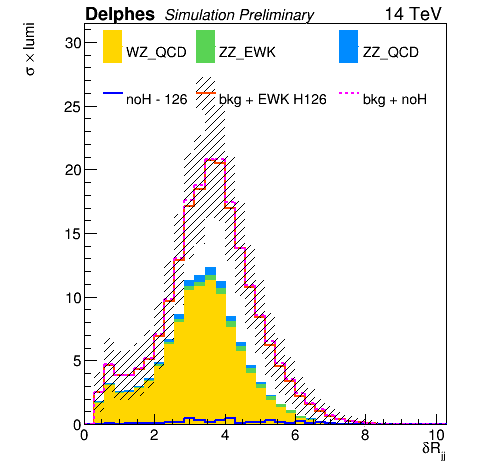 Delphes Simulation Preliminary 14 TeV
σ × lumi
WZ_QCD ZZ_EWK ZZ_QCD
noH - 126 bkg + EWK H126 bkg + noH
30
25
20
15
10
5
0
0 2 4 6 8 10
δR_jj